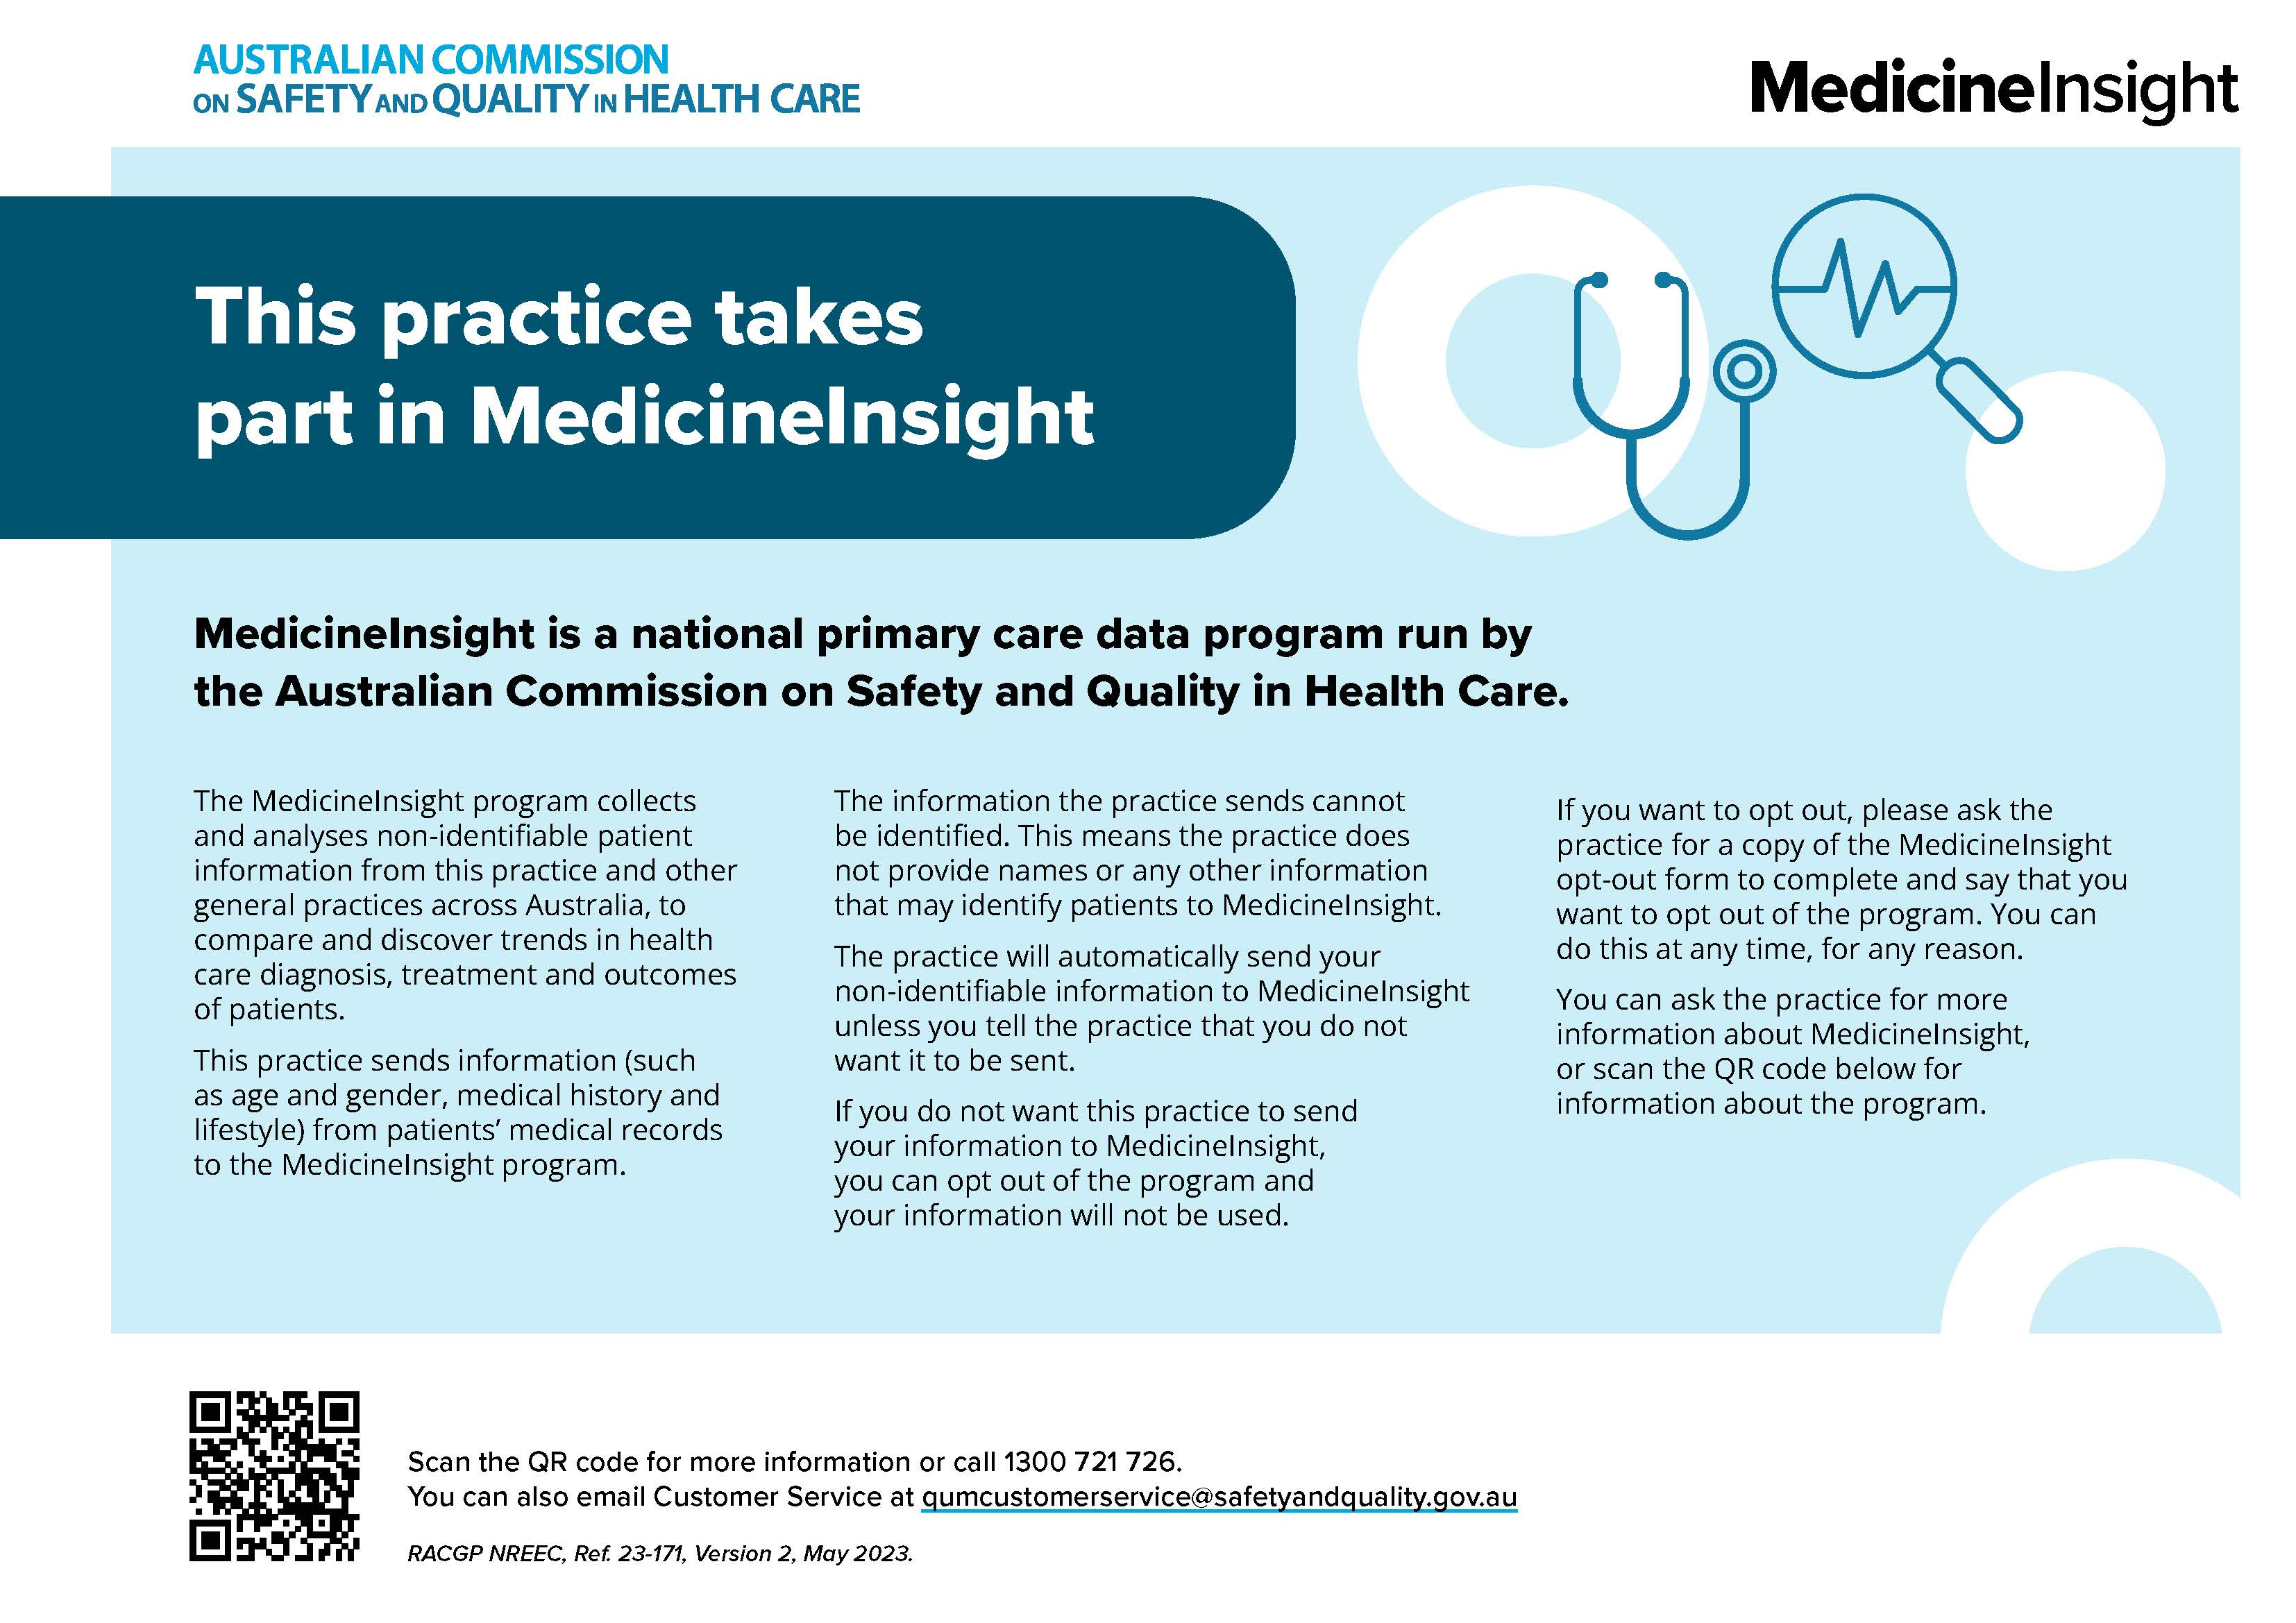 AUSTRALIAN COMMISSION
ON SAFETY AND QUALITY IN HEALTH CARE
MedicineInsight
This practice takes
part in MedicineInsight
MedicineInsight is a national primary care data program run by
the Australian Commission on Safety and Quality in Health Care.
The MedicineInsight program collects
and analyses non-identifiable patient
information from this practice and other
general practices across Australia, to
compare and discover trends in health
care diagnosis, treatment and outcomes
of patients.
This practice sends information (such
as age and gender, medical history and
lifestyle) from patients’ medical records
to the MedicineInsight program.
The information the practice sends cannot
be identified. This means the practice does
not provide names or any other information
that may identify patients to MedicineInsight.
The practice will automatically send your
non-identifiable information to MedicineInsight
unless you tell the practice that you do not
want it to be sent.
If you do not want this practice to send
your information to MedicineInsight,
you can opt out of the program and
your information will not be used.
If you want to opt out, please ask the
practice for a copy of the MedicineInsight
opt-out form to complete and say that you
want to opt out of the program. You can
do this at any time, for any reason.
You can ask the practice for more
information about MedicineInsight,
or scan the QR code below for
information about the program.
Scan the QR code for more information or call 1300 721 726.
You can also email Customer Service at qumcustomerservice@safetyandquality.gov.au
RACGP NREEC, Ref. 23-171, Version 2, May 2023.